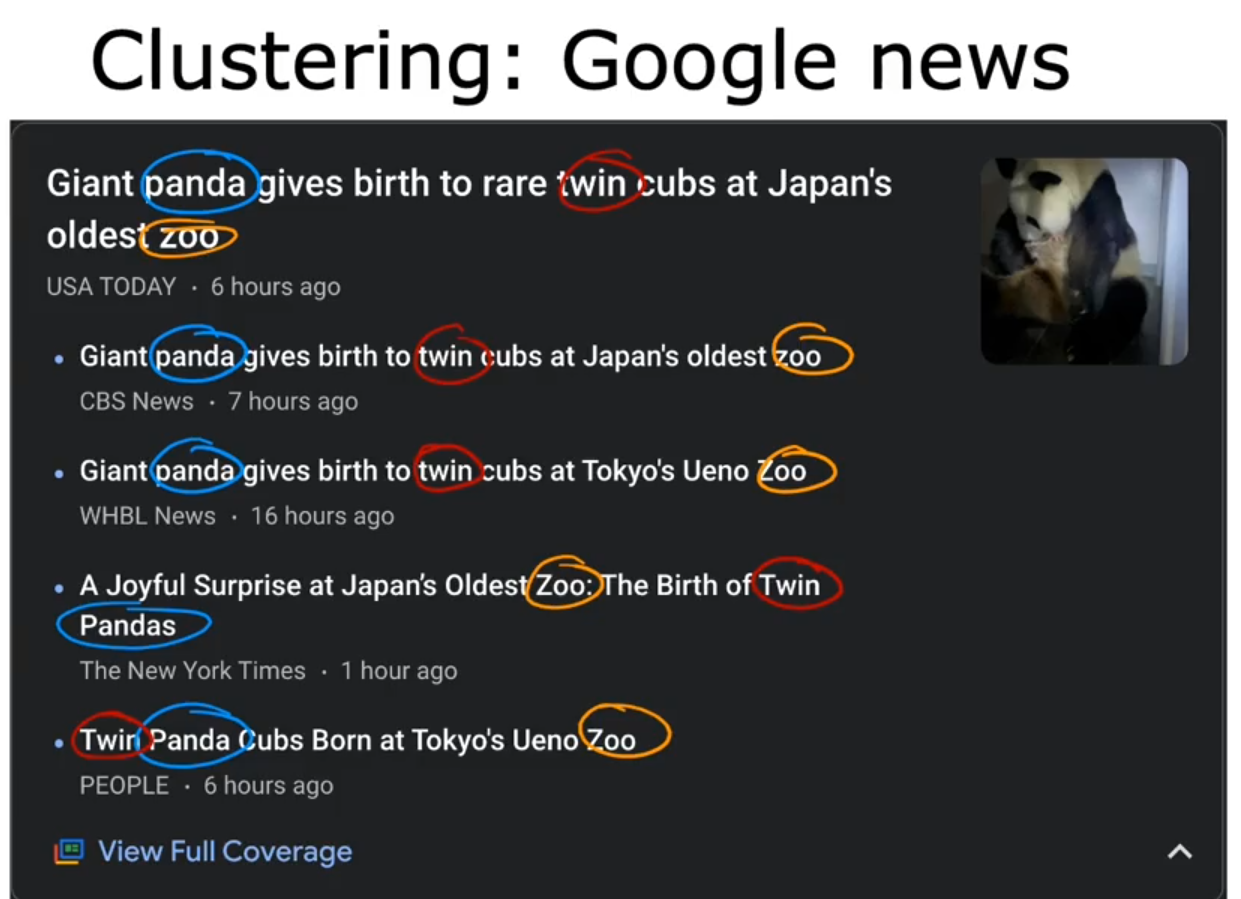 Clustering: Google news
Giant panda gives birth to rare twin cubs at Japan's
oldest zoo
USA TODAY · 6 hours ago
• Giant panda gives birth to twin cubs at Japan's oldest zoo
CBS News · 7 hours ago
• Giant panda gives birth to twin cubs at Tokyo's Ueno Zoo
WHBL News · 16 hours ago
• A Joyful Surprise at Japan’s Oldest Zoo: The Birth of Twin
Pandas
The New York Times · 1 hour ago
• Twin Panda Cubs Born at Tokyo's Ueno Zoo
PEOPLE · 6 hours ago
View Full Coverage